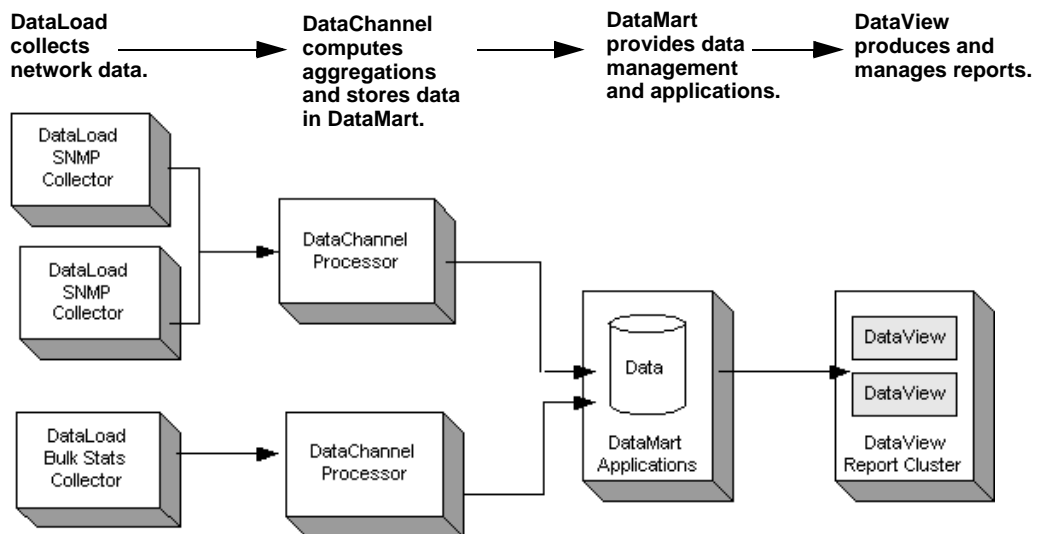 DataLoad
collects
network data.
DataChannel
computes
aggregations
and stores data
in DataMart.
DataMart
provides data
management
and applications.
DataView
produces and
manages reports.
DataLoad
SNMP
Collector
DataLoad
SNMP
Collector
DataChannel
Processor
DataLoad
Bulk Stats
Collector
DataChannel
Processor
Data
DataMart
Applications
DataView
DataView
DataView
Report Cluster